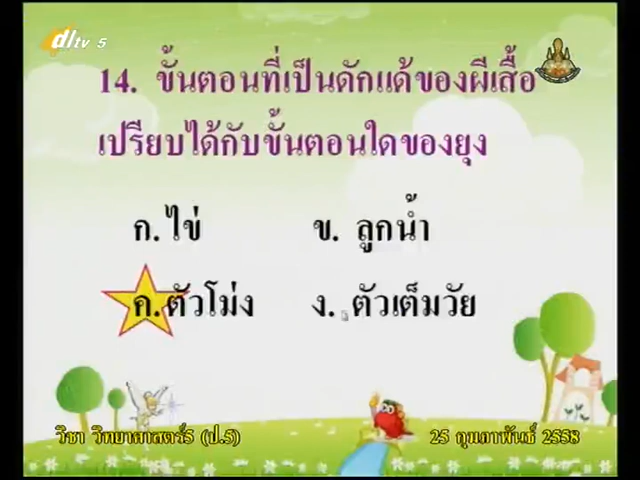 dltv 5
14. ขั้นตอนที่เป็นดักแด้ของผีเสื้อ
เปรียบได้กับขั้นตอนใดของยุง
ก. ไข่
ข. ลูกน้ำ
ค. ตัวโม่ง
ง. ตัวเต็มวัย
วิชา วิทยาศาสตร์5 (ป.5)
25 กุมภาพันธ์ 2558